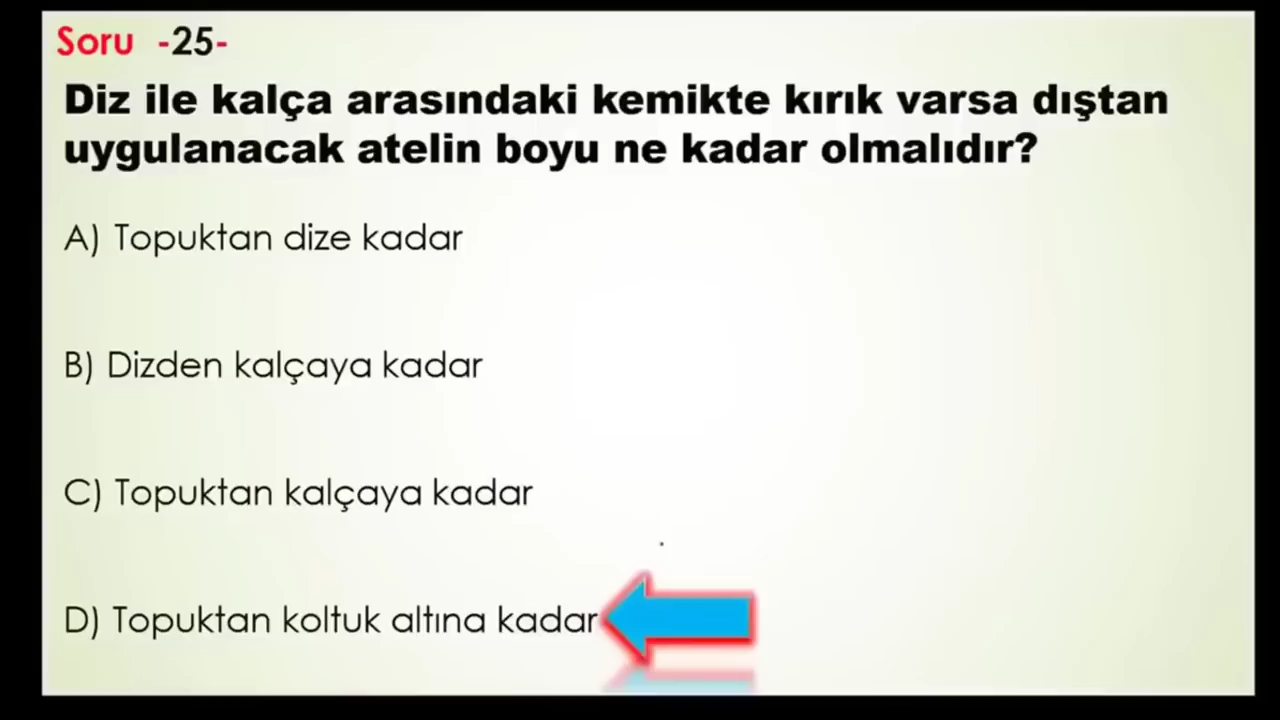 Soru -25-
Diz ile kalça arasındaki kemikte kırık varsa dıştan
uygulanacak atelin boyu ne kadar olmalıdır?
A) Topuktan dize kadar
B) Dizden kalçaya kadar
C) Topuktan kalçaya kadar
D) Topuktan koltuk altına kadar